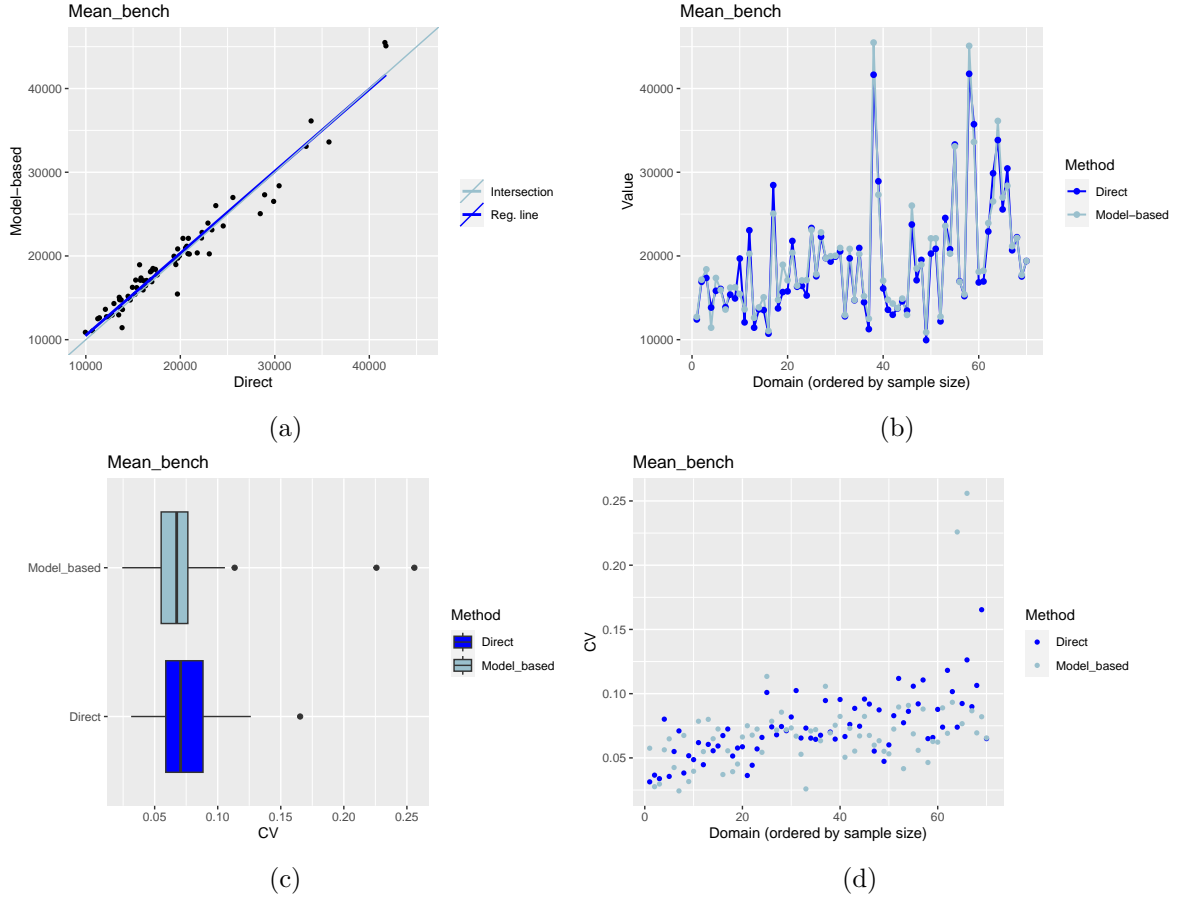 Mean_bench
Model−based
40000
30000
20000
10000
10000 20000 30000 40000
Direct
Intersection
Reg. line
(a)
Mean_bench
Value
40000
30000
20000
10000
0 20 40 60
Domain (ordered by sample size)
Method
Direct
Model−based
(b)
Mean_bench
Model_based
Direct
0.05 0.10 0.15 0.20 0.25
CV
Method
Direct
Model_based
(c)
Mean_bench
CV
0.25
0.20
0.15
0.10
0.05
0 20 40 60
Domain (ordered by sample size)
Method
Direct
Model_based
(d)